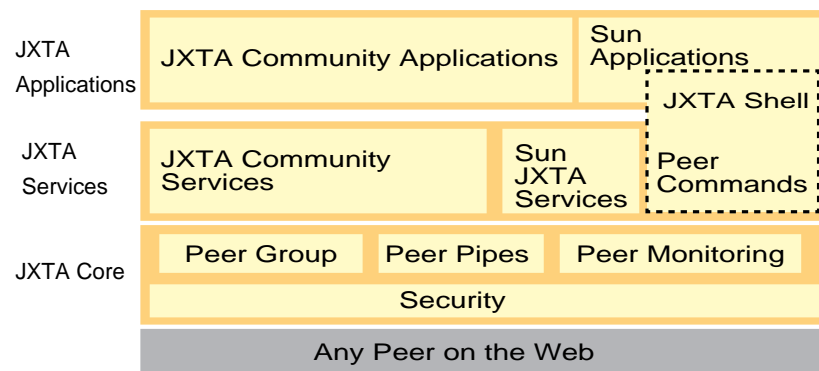 JXTA
Applications
JXTA Community Applications
Sun
Applications
JXTA Shell
JXTA
Services
JXTA Community
Services
Sun
JXTA
Services
Peer
Commands
JXTA Core
Peer Group
Peer Pipes
Peer Monitoring
Security
Any Peer on the Web